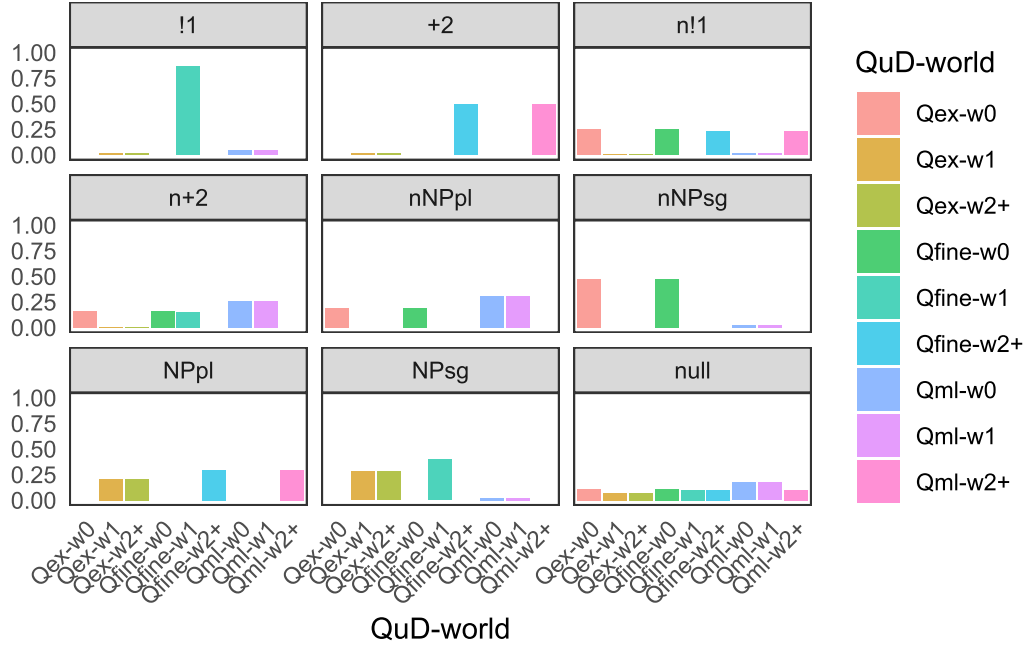 !1 +2 n!1
1.00
0.75
0.50
0.25
0.00
n+2 nNPpl nNPsg
1.00
0.75
0.50
0.25
0.00
NPpl NPsg null
1.00
0.75
0.50
0.25
0.00
Qex-w0 Qex-w1 Qex-w2+ Qfine-w0 Qfine-w1 Qfine-w2+ Qml-w0 Qml-w1 Qml-w2+
Qex-w0 Qex-w1 Qex-w2+ Qfine-w0 Qfine-w1 Qfine-w2+ Qml-w0 Qml-w1 Qml-w2+
Qex-w0 Qex-w1 Qex-w2+ Qfine-w0 Qfine-w1 Qfine-w2+ Qml-w0 Qml-w1 Qml-w2+
QuD-world
QuD-world
Qex-w0
Qex-w1
Qex-w2+
Qfine-w0
Qfine-w1
Qfine-w2+
Qml-w0
Qml-w1
Qml-w2+